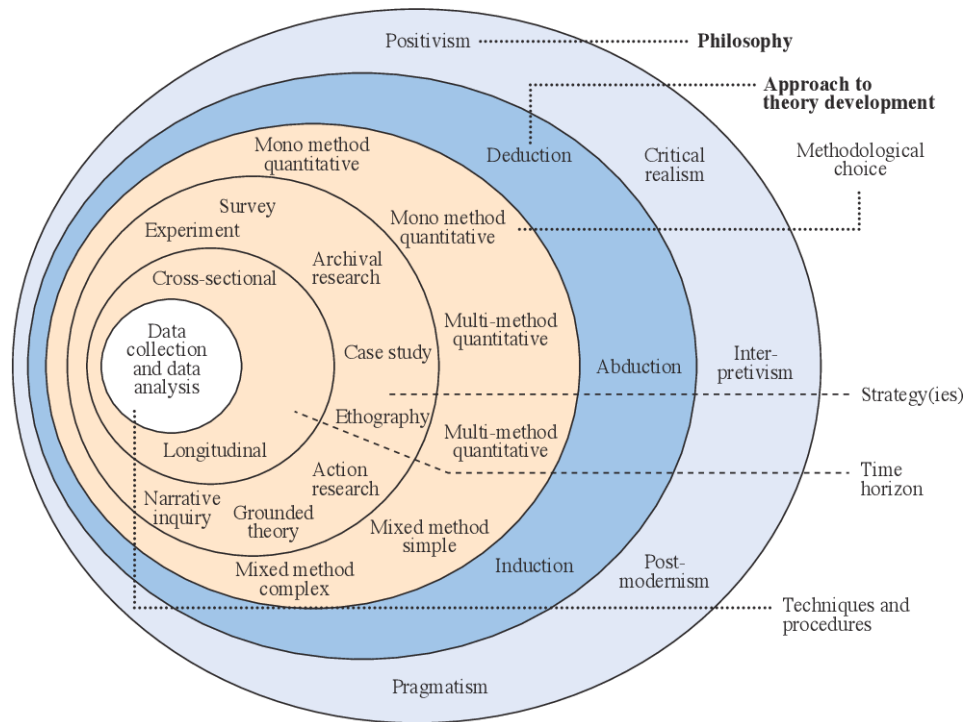 Positivism
Philosophy
Approach to
theory development
Mono method
quantitative
Deduction
Critical
realism
Methodological
choice
Survey
Experiment
Mono method
quantitative
Archival
research
Cross-sectional
Data
collection
and data
analysis
Multi-method
quantitative
Case study
Abduction
Inter-
pretivism
Strategy(ies)
Ethography
Multi-method
quantitative
Longitudinal
Time
horizon
Action
research
Narrative
inquiry
Grounded
theory
Mixed method
simple
Mixed method
complex
Induction
Post-
modernism
Techniques and
procedures
Pragmatism